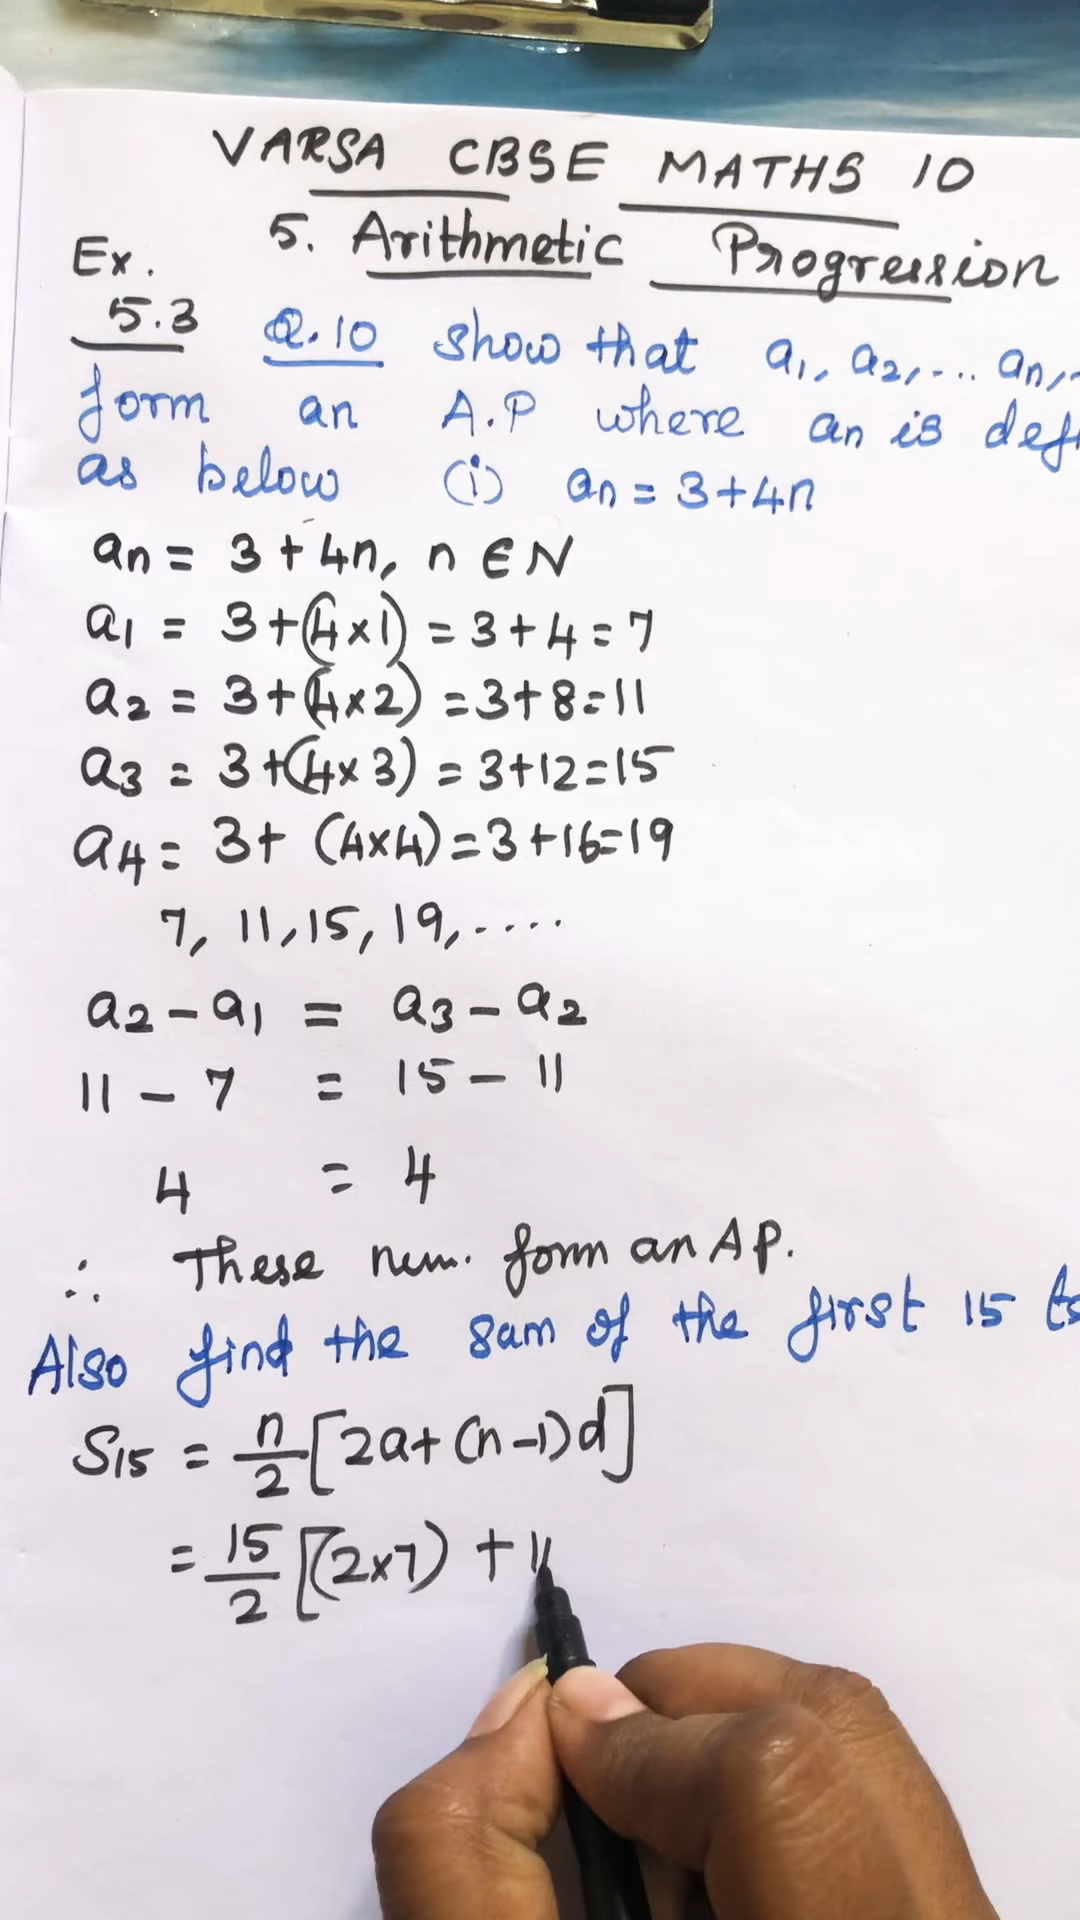 VARSA CBSE MATHS 10
5. Arithmetic Progression
Ex.
5.3 Q.10 show that a1, a2, ... an,
form an A.P where an is def
as below (i) an = 3+4n
an = 3 + 4n, n ∈ N
a1 = 3+(4×1) = 3+4=7
a2 = 3+(4×2) =3+8=11
a3 = 3+(4×3) = 3+12=15
a4 = 3+ (4×4)=3+16=19
7, 11, 15, 19, ....
a2 - a1 = a3 - a2
11 - 7 = 15 - 11
4 = 4
∴ These num. form an AP.
Also find the sum of the first 15 te
S15 = n/2 [2a+(n-1)d]
= 15/2 [(2×7) +